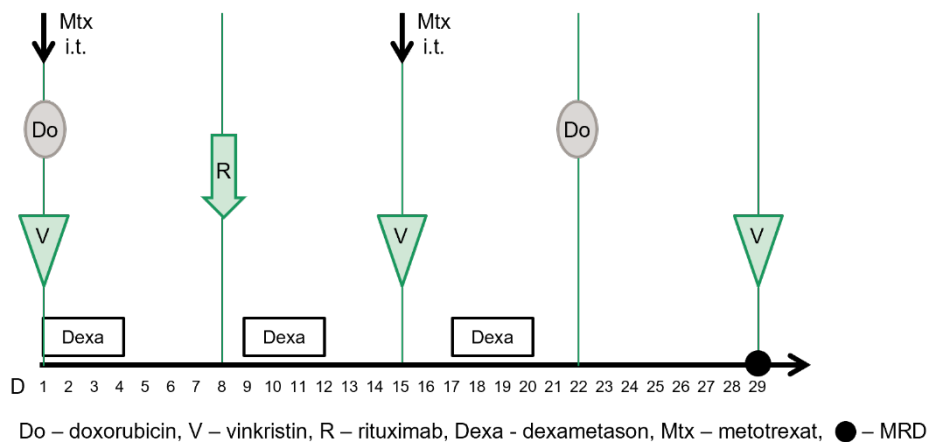 Mtx Mtx
i.t. i.t.
Do Do
R
V V V
Dexa Dexa Dexa
D 1 2 3 4 5 6 7 8 9 10 11 12 13 14 15 16 17 18 19 20 21 22 23 24 25 26 27 28 29
Do – doxorubicin, V – vinkristin, R – rituximab, Dexa - dexametason, Mtx – metotrexat, ● – MRD